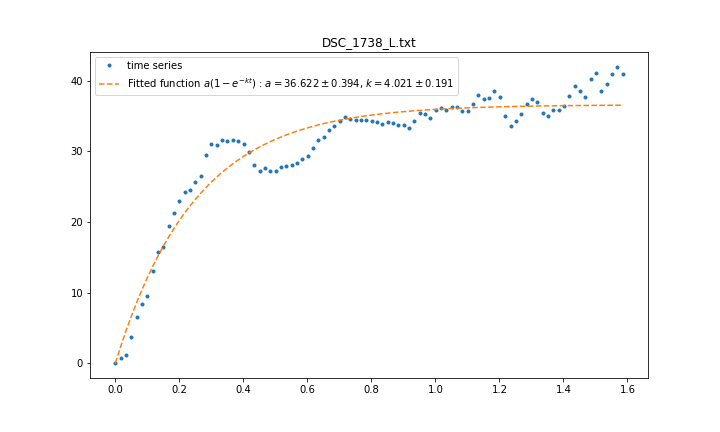 DSC_1738_L.txt
time series
Fitted function a(1 − e^{−kt}) : a = 36.622 ± 0.394, k = 4.021 ± 0.191
40
30
20
10
0
0.0 0.2 0.4 0.6 0.8 1.0 1.2 1.4 1.6